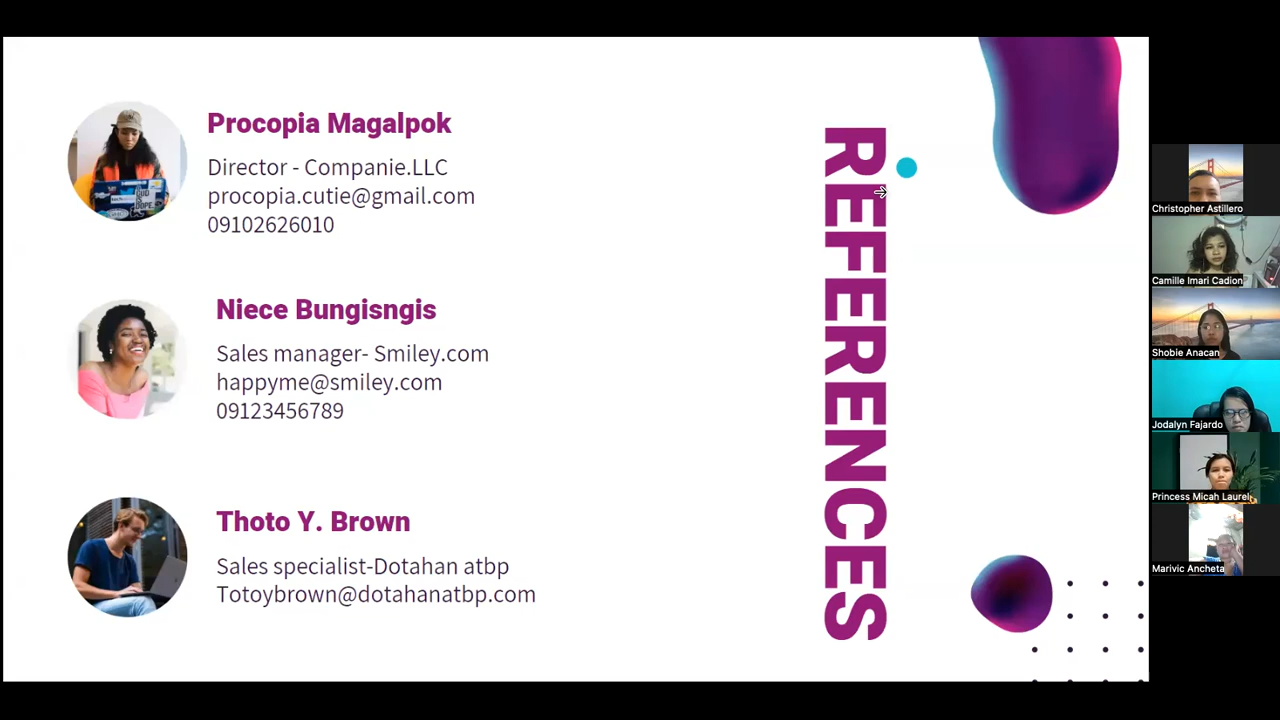 Procopia Magalpok
Director - Companie.LLC
procopia.cutie@gmail.com
09102626010
Niece Bungisngis
Sales manager- Smiley.com
happyme@smiley.com
09123456789
Thoto Y. Brown
Sales specialist-Dotahan atbp
Totoybrown@dotahanatbp.com
REFERENCES
Christopher Astillero
Camille Imari Cadion
Shobie Anacan
Jodalyn Fajardo
Princess Micah Laurel
Marivic Ancheta